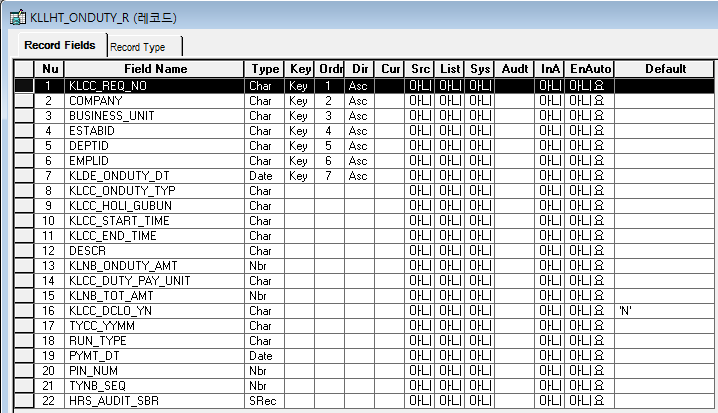 KLLHT_ONDUTY_R (레코드)
Record Fields Record Type
Nu Field Name Type Key Ordr Dir Cur Src List Sys Audt InA EnAuto Default
1 KLCC_REQ_NO Char Key 1 Asc 아니 아니 아니 아니 아니요
2 COMPANY Char Key 2 Asc 아니 아니 아니 아니 아니요
3 BUSINESS_UNIT Char Key 3 Asc 아니 아니 아니 아니 아니요
4 ESTABID Char Key 4 Asc 아니 아니 아니 아니 아니요
5 DEPTID Char Key 5 Asc 아니 아니 아니 아니 아니요
6 EMPLID Char Key 6 Asc 아니 아니 아니 아니 아니요
7 KLDE_ONDUTY_DT Date Key 7 Asc 아니 아니 아니 아니 아니요
8 KLCC_ONDUTY_TYP Char 아니 아니 아니 아니 아니요
9 KLCC_HOLI_GUBUN Char 아니 아니 아니 아니 아니요
10 KLCC_START_TIME Char 아니 아니 아니 아니 아니요
11 KLCC_END_TIME Char 아니 아니 아니 아니 아니요
12 DESCR Char 아니 아니 아니 아니 아니요
13 KLNB_ONDUTY_AMT Nbr 아니 아니 아니 아니 아니요
14 KLCC_DUTY_PAY_UNIT Char 아니 아니 아니 아니 아니요
15 KLNB_TOT_AMT Nbr 아니 아니 아니 아니 아니요
16 KLCC_DCLO_YN Char 아니 아니 아니 아니 아니요 'N'
17 TYCC_YYMM Char 아니 아니 아니 아니 아니요
18 RUN_TYPE Char 아니 아니 아니 아니 아니요
19 PYMT_DT Date 아니 아니 아니 아니 아니요
20 PIN_NUM Nbr 아니 아니 아니 아니 아니요
21 TYNB_SEQ Nbr 아니 아니 아니 아니 아니요
22 HRS_AUDIT_SBR SRec 아니 아니 아니 아니 아니요